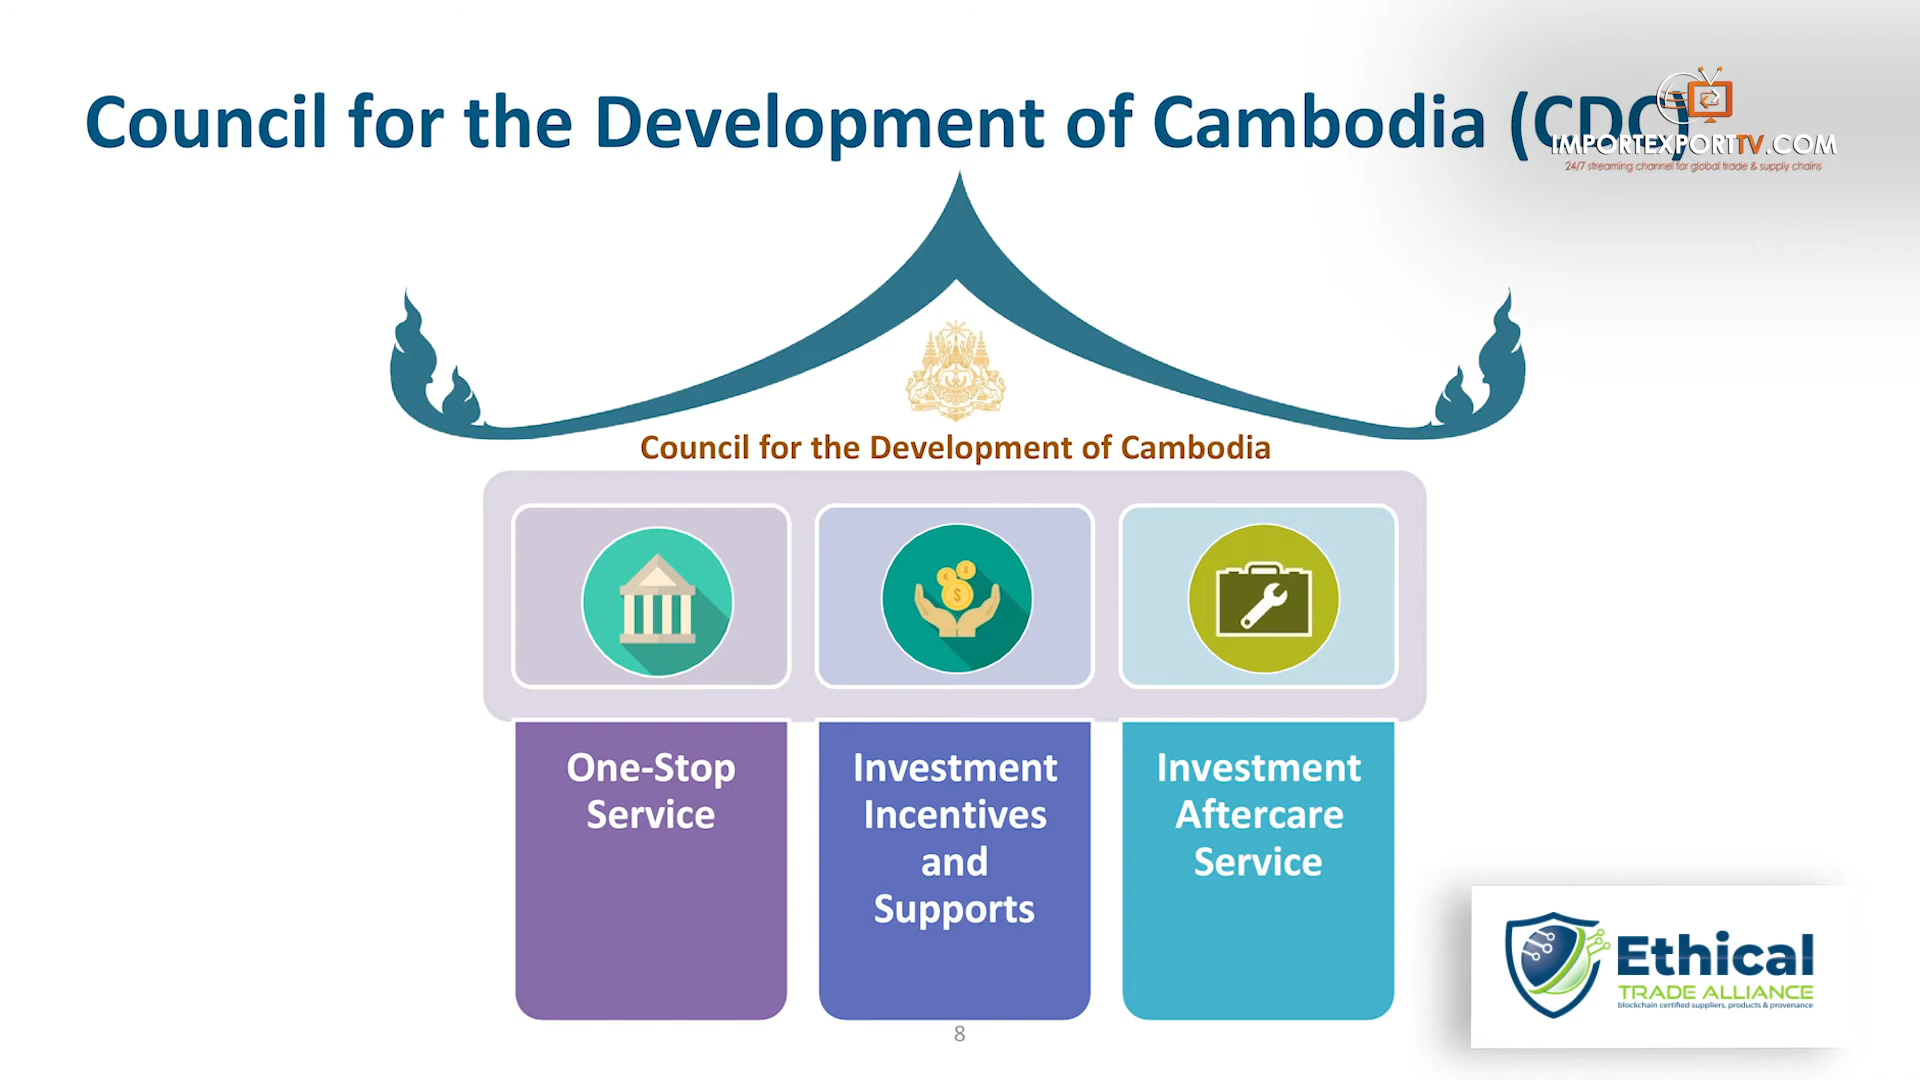 Council for the Development of Cambodia (CDC)
IMPORTEXPORTTV.COM
24/7 streaming channel for global trade & supply chains
Council for the Development of Cambodia
$
One-Stop
Service
Investment
Incentives
and
Supports
Investment
Aftercare
Service
Ethical
TRADE ALLIANCE
blockchain certified suppliers, products & provenance
8